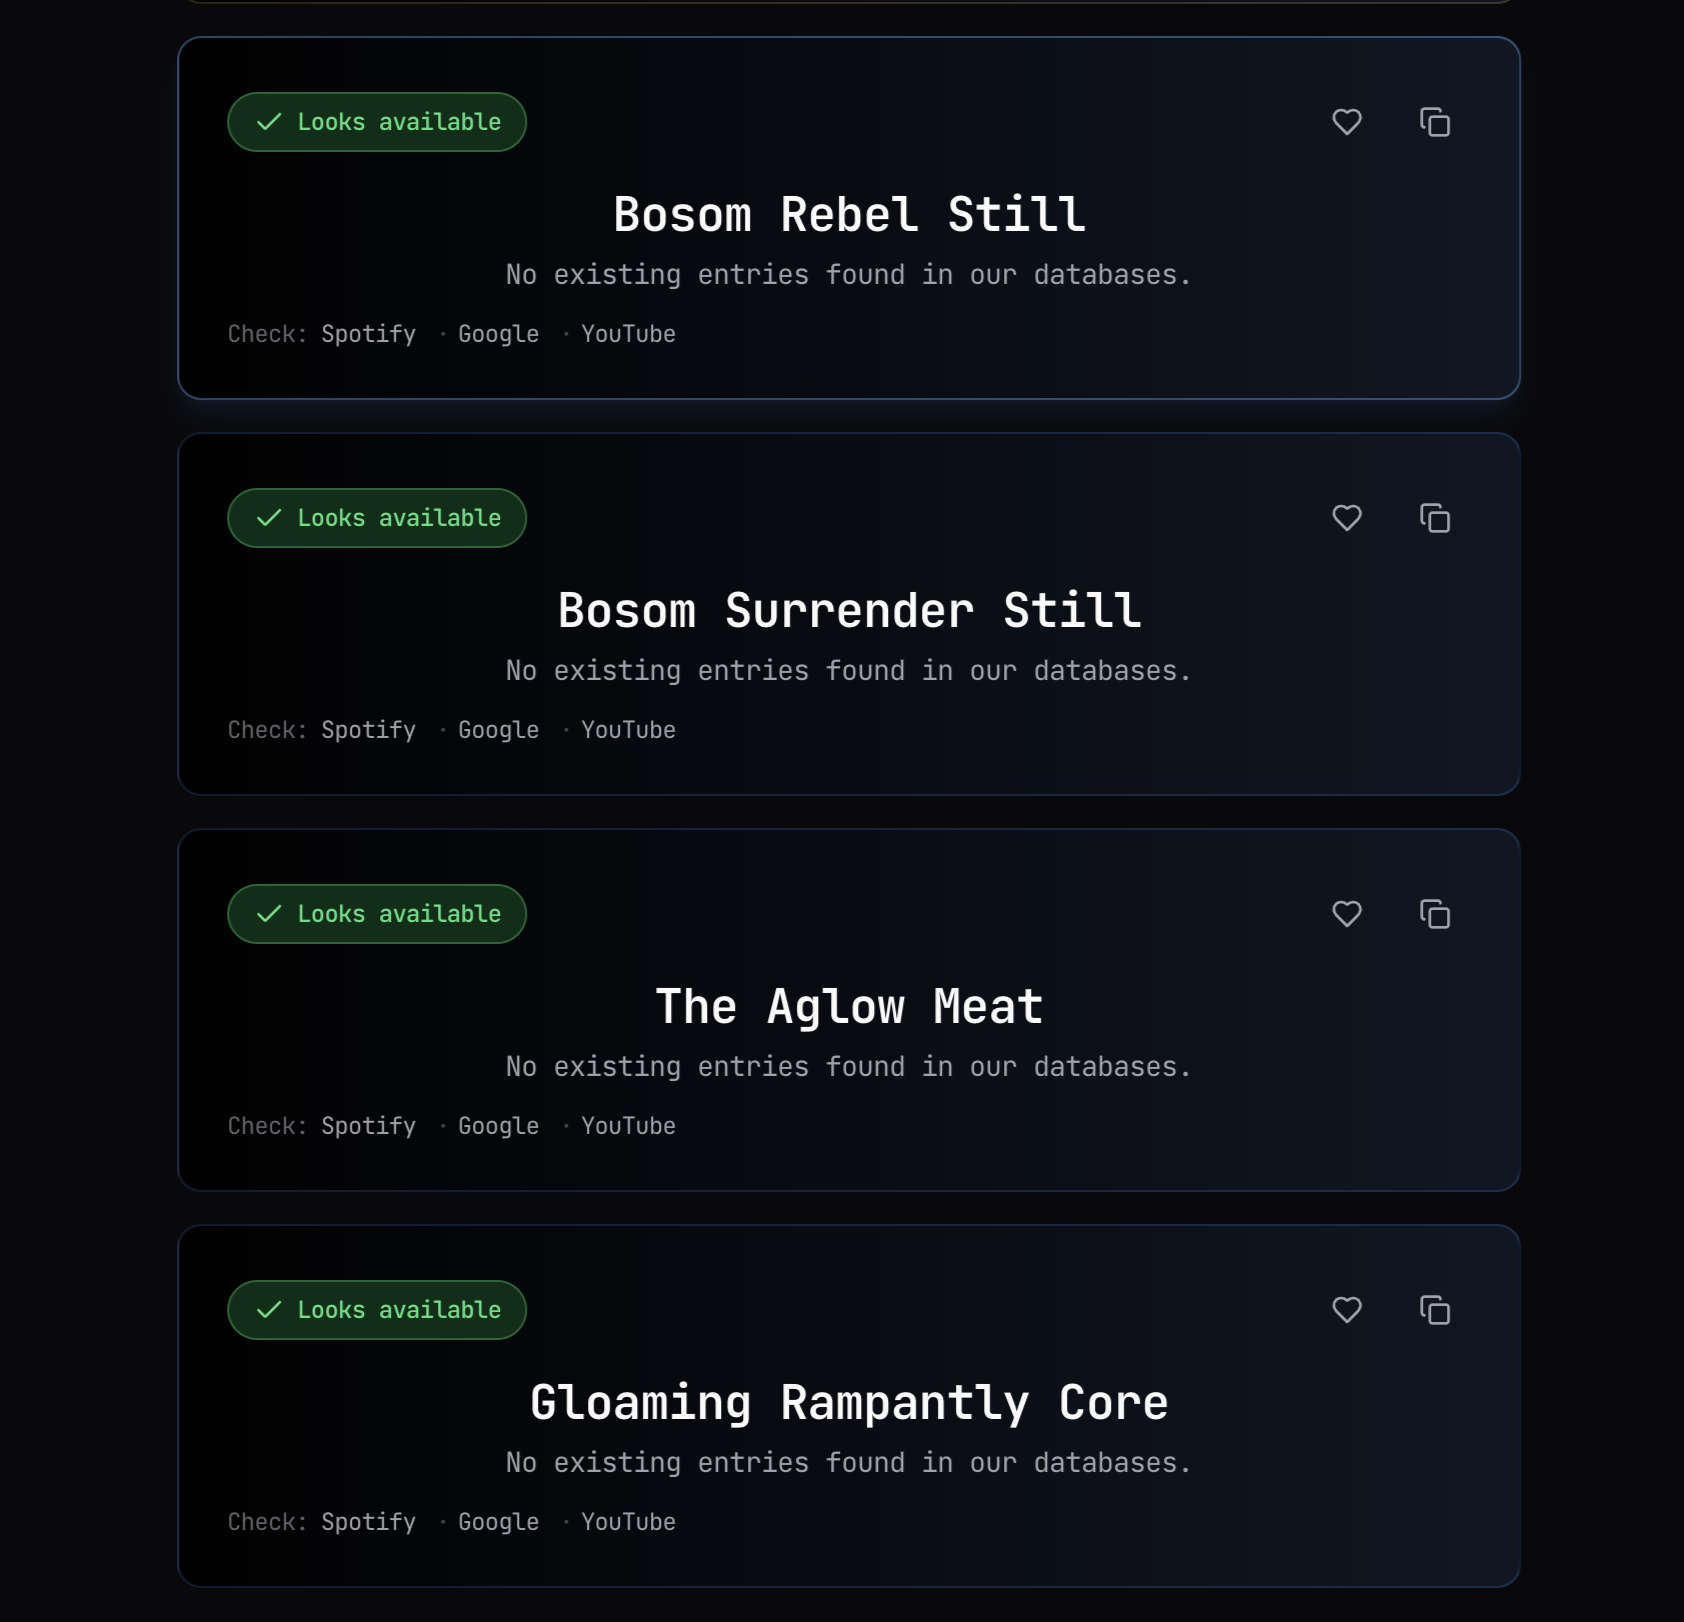 Looks available
Bosom Rebel Still
No existing entries found in our databases.
Check: Spotify · Google · YouTube
Looks available
Bosom Surrender Still
No existing entries found in our databases.
Check: Spotify · Google · YouTube
Looks available
The Aglow Meat
No existing entries found in our databases.
Check: Spotify · Google · YouTube
Looks available
Gloaming Rampantly Core
No existing entries found in our databases.
Check: Spotify · Google · YouTube